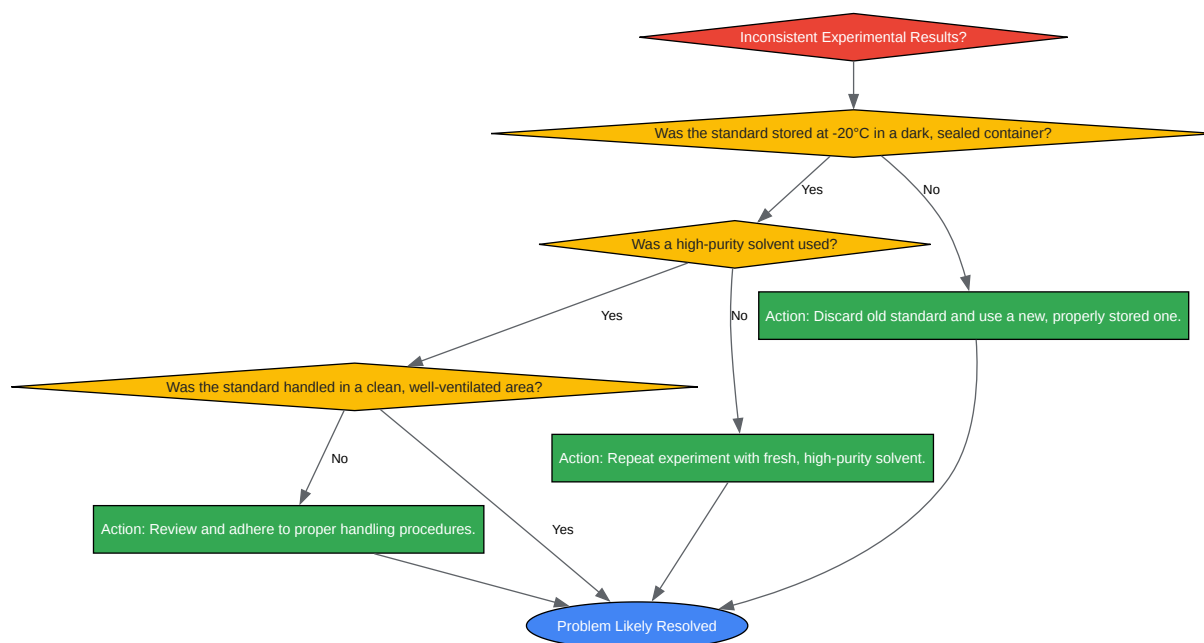 Inconsistent Experimental Results?
Was the standard stored at -20°C in a dark, sealed container?
Yes
No
Was a high-purity solvent used?
Yes
No
Action: Discard old standard and use a new, properly stored one.
Was the standard handled in a clean, well-ventilated area?
No
Action: Repeat experiment with fresh, high-purity solvent.
Action: Review and adhere to proper handling procedures.
Yes
Problem Likely Resolved